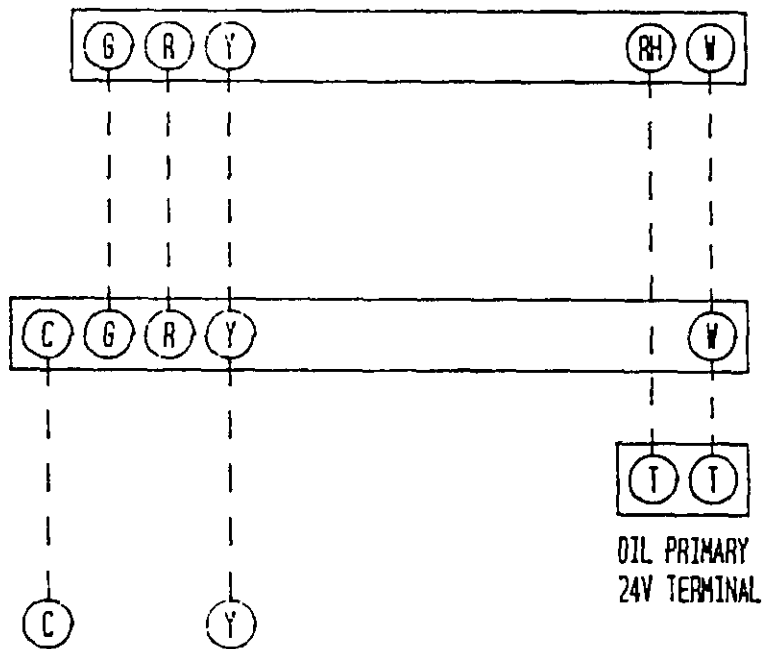 G R Y RH W
C G R Y W
T T
OIL PRIMARY
24V TERMINAL
C Y